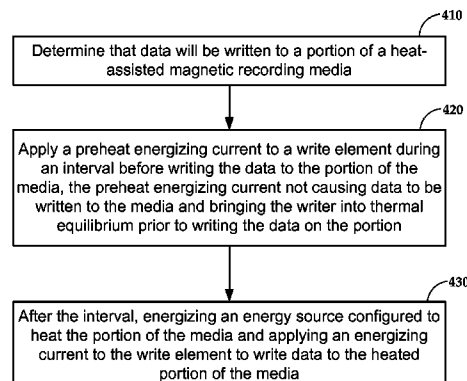 410
Determine that data will be written to a portion of a heat-
assisted magnetic recording media
420
Apply a preheat energizing current to a write element during
an interval before writing the data to the portion of the
media, the preheat energizing current not causing data to be
written to the media and bringing the writer into thermal
equilibrium prior to writing the data on the portion
430
After the interval, energizing an energy source configured to
heat the portion of the media and applying an energizing
current to the write element to write data to the heated
portion of the media